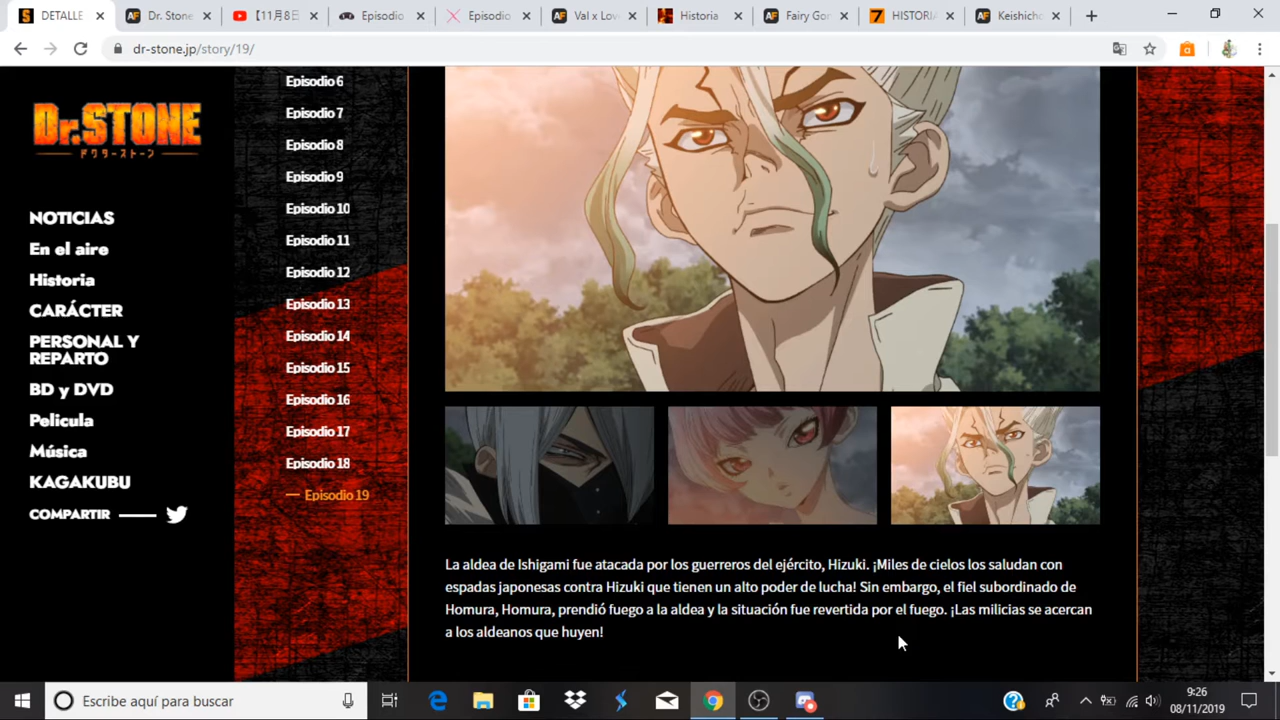 DETALLE
Dr. Stone
【11月8日
Episodio
Episodio
Val x Lov
Historia
Fairy Gor
HISTORIA
Keishicho
dr-stone.jp/story/19/
Dr.STONE
ドクターストーン
NOTICIAS
En el aire
Historia
CARÁCTER
PERSONAL Y
REPARTO
BD y DVD
Pelicula
Música
KAGAKUBU
COMPARTIR
Episodio 6
Episodio 7
Episodio 8
Episodio 9
Episodio 10
Episodio 11
Episodio 12
Episodio 13
Episodio 14
Episodio 15
Episodio 16
Episodio 17
Episodio 18
Episodio 19
La aldea de Ishigami fue atacada por los guerreros del ejército, Hizuki. ¡Miles de cielos los saludan con
espadas japonesas contra Hizuki que tienen un alto poder de lucha! Sin embargo, el fiel subordinado de
Homura, Homura, prendió fuego a la aldea y la situación fue revertida por el fuego. ¡Las milicias se acercan
a los aldeanos que huyen!
Escribe aquí para buscar
9:26
08/11/2019